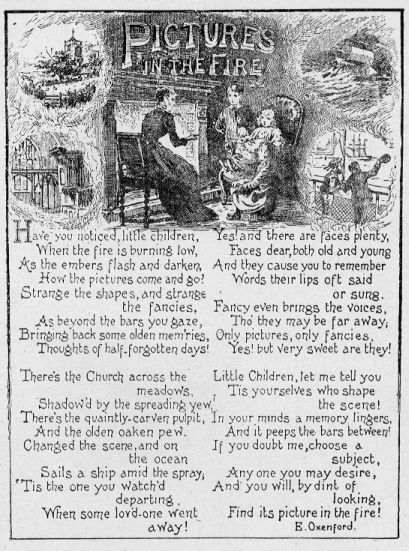 PICTURES
IN THE FIRE
Have you noticed, little children,
When the fire is burning low,
As the embers flash and darken,
How the pictures come and go?
Strange the shapes, and strange
the fancies,
As beyond the bars you gaze,
Bringing back some olden mem'ries,
Thoughts of half-forgotten days!
There's the Church across the
meadows,
Shadow'd by the spreading yew,
There's the quaintly-carven pulpit,
And the olden oaken pew.
Changed the scene, and on
the ocean
Sails a ship amid the spray;
'Tis the one you watch'd
departing,
When some lov'd-one went
away!
Yes! and there are faces plenty,
Faces dear, both old and young
And they cause you to remember
Words their lips oft said
or sung.
Fancy even brings the voices,
Tho' they may be far away;
Only pictures, only fancies,
Yes! but very sweet are they!
Little Children, let me tell you
'Tis yourselves who shape
the scene!
In your minds a memory lingers,
And it peeps the bars between!
If you doubt me, choose a
subject,
Any one you may desire,
And you will, by dint of
looking,
Find its picture in the fire!
E. Oxenford.